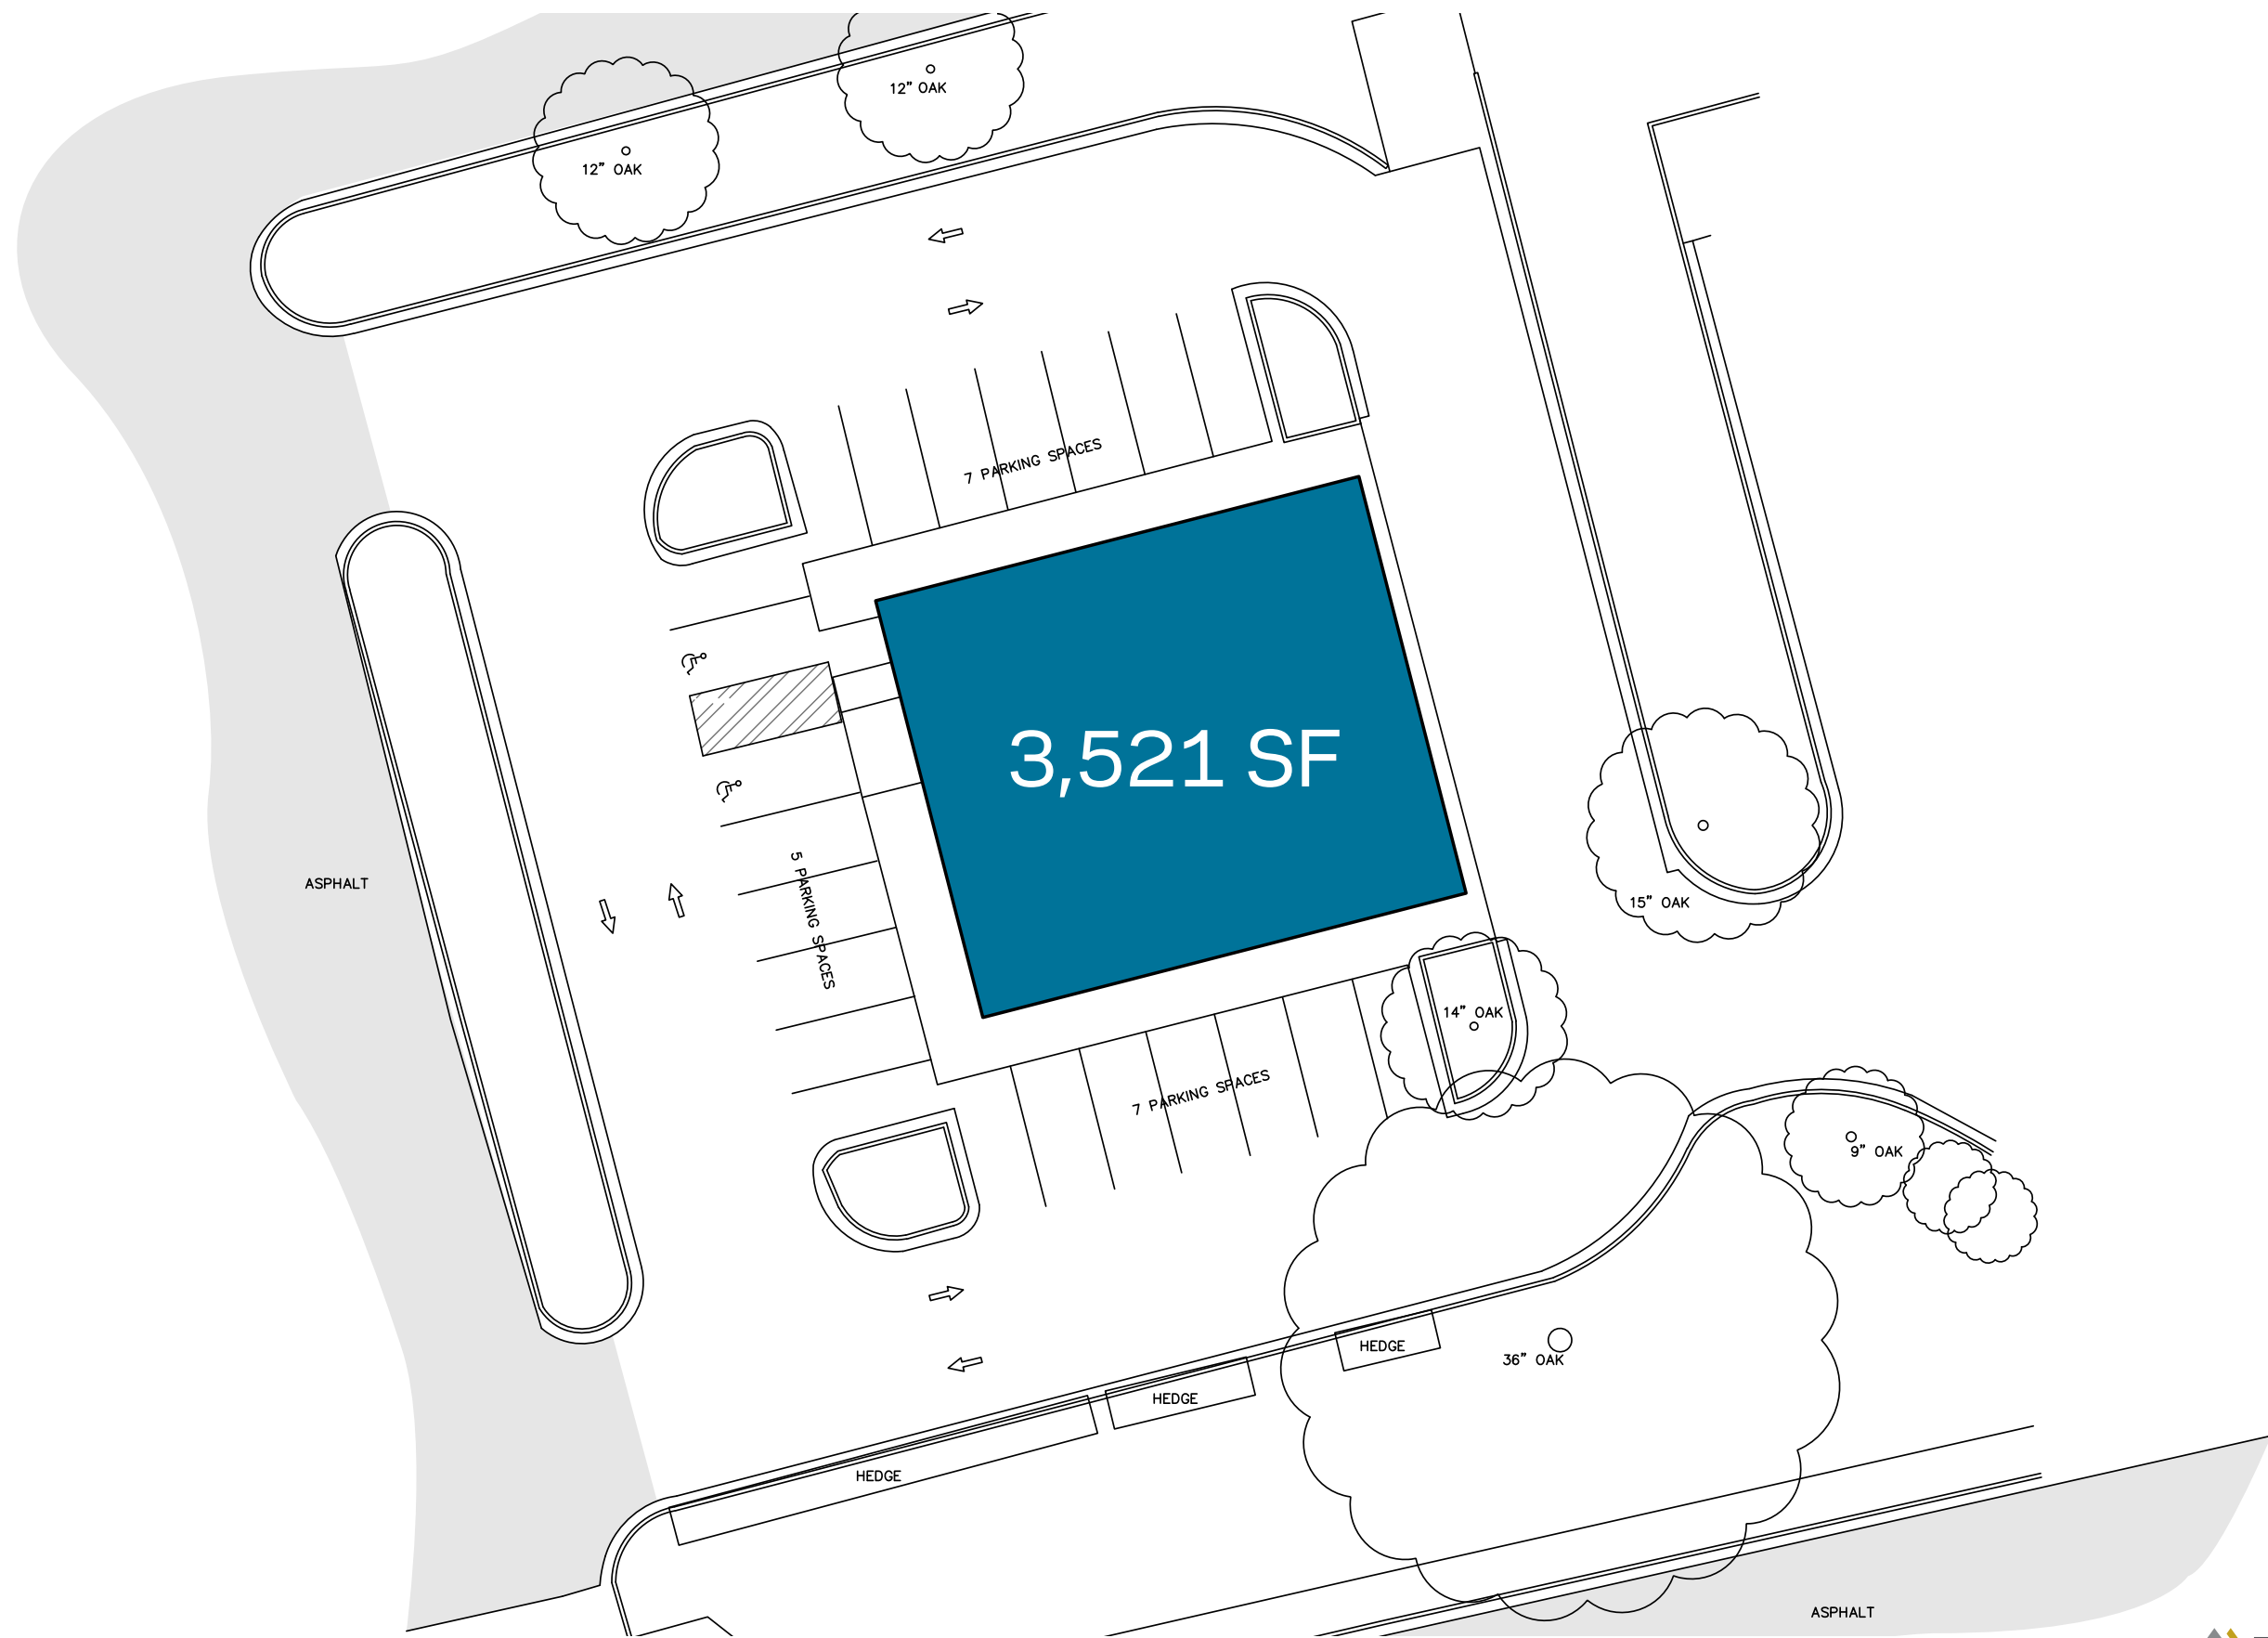 12” OAK
12” OAK
7 PARKING SPACES
3,521 SF
5 PARKING SPACES
ASPHALT
15” OAK
14” OAK
7 PARKING SPACES
9” OAK
HEDGE
36” OAK
HEDGE
HEDGE
ASPHALT